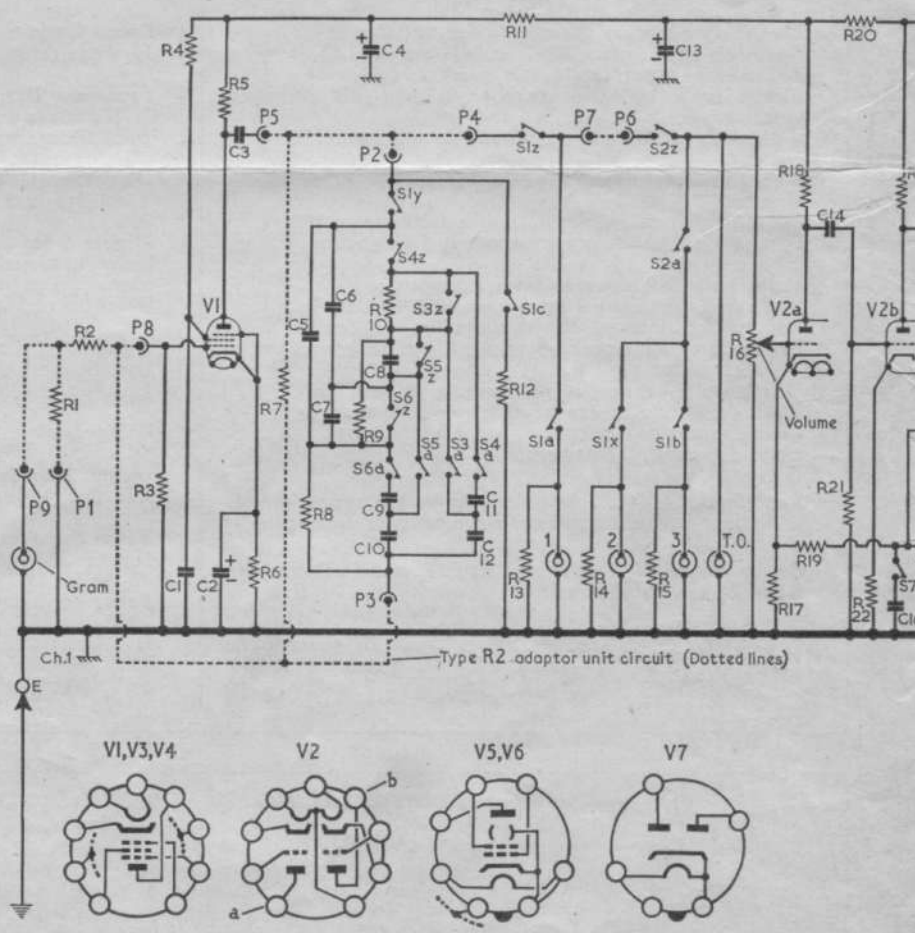 R4
R11
R20
+
-
C4
+
-
C13
R5
P5
C3
P4
S1z
P7
P6
S2z
P2
S1y
S4z
R18
C14
S2a
V1
C6
C5
R
10
S3z
S1c
V2a
V2b
R2
P8
C8
S5
z
R
16
R1
R7
C7
S6
z
R12
Volume
R9
S1a
S1x
S1b
R3
S6a
S5
a
S3
a
S4
a
P9
P1
R8
C9
C
11
R21
C10
C
12
1
2
3
T.O.
R19
Gram
C1
C2
+
-
R6
R
13
R
14
R
15
R17
R
22
S7
C16
P3
Ch.1
Type R2 adaptor unit circuit (Dotted lines)
E
V1,V3,V4
V2
V5,V6
V7
b
a